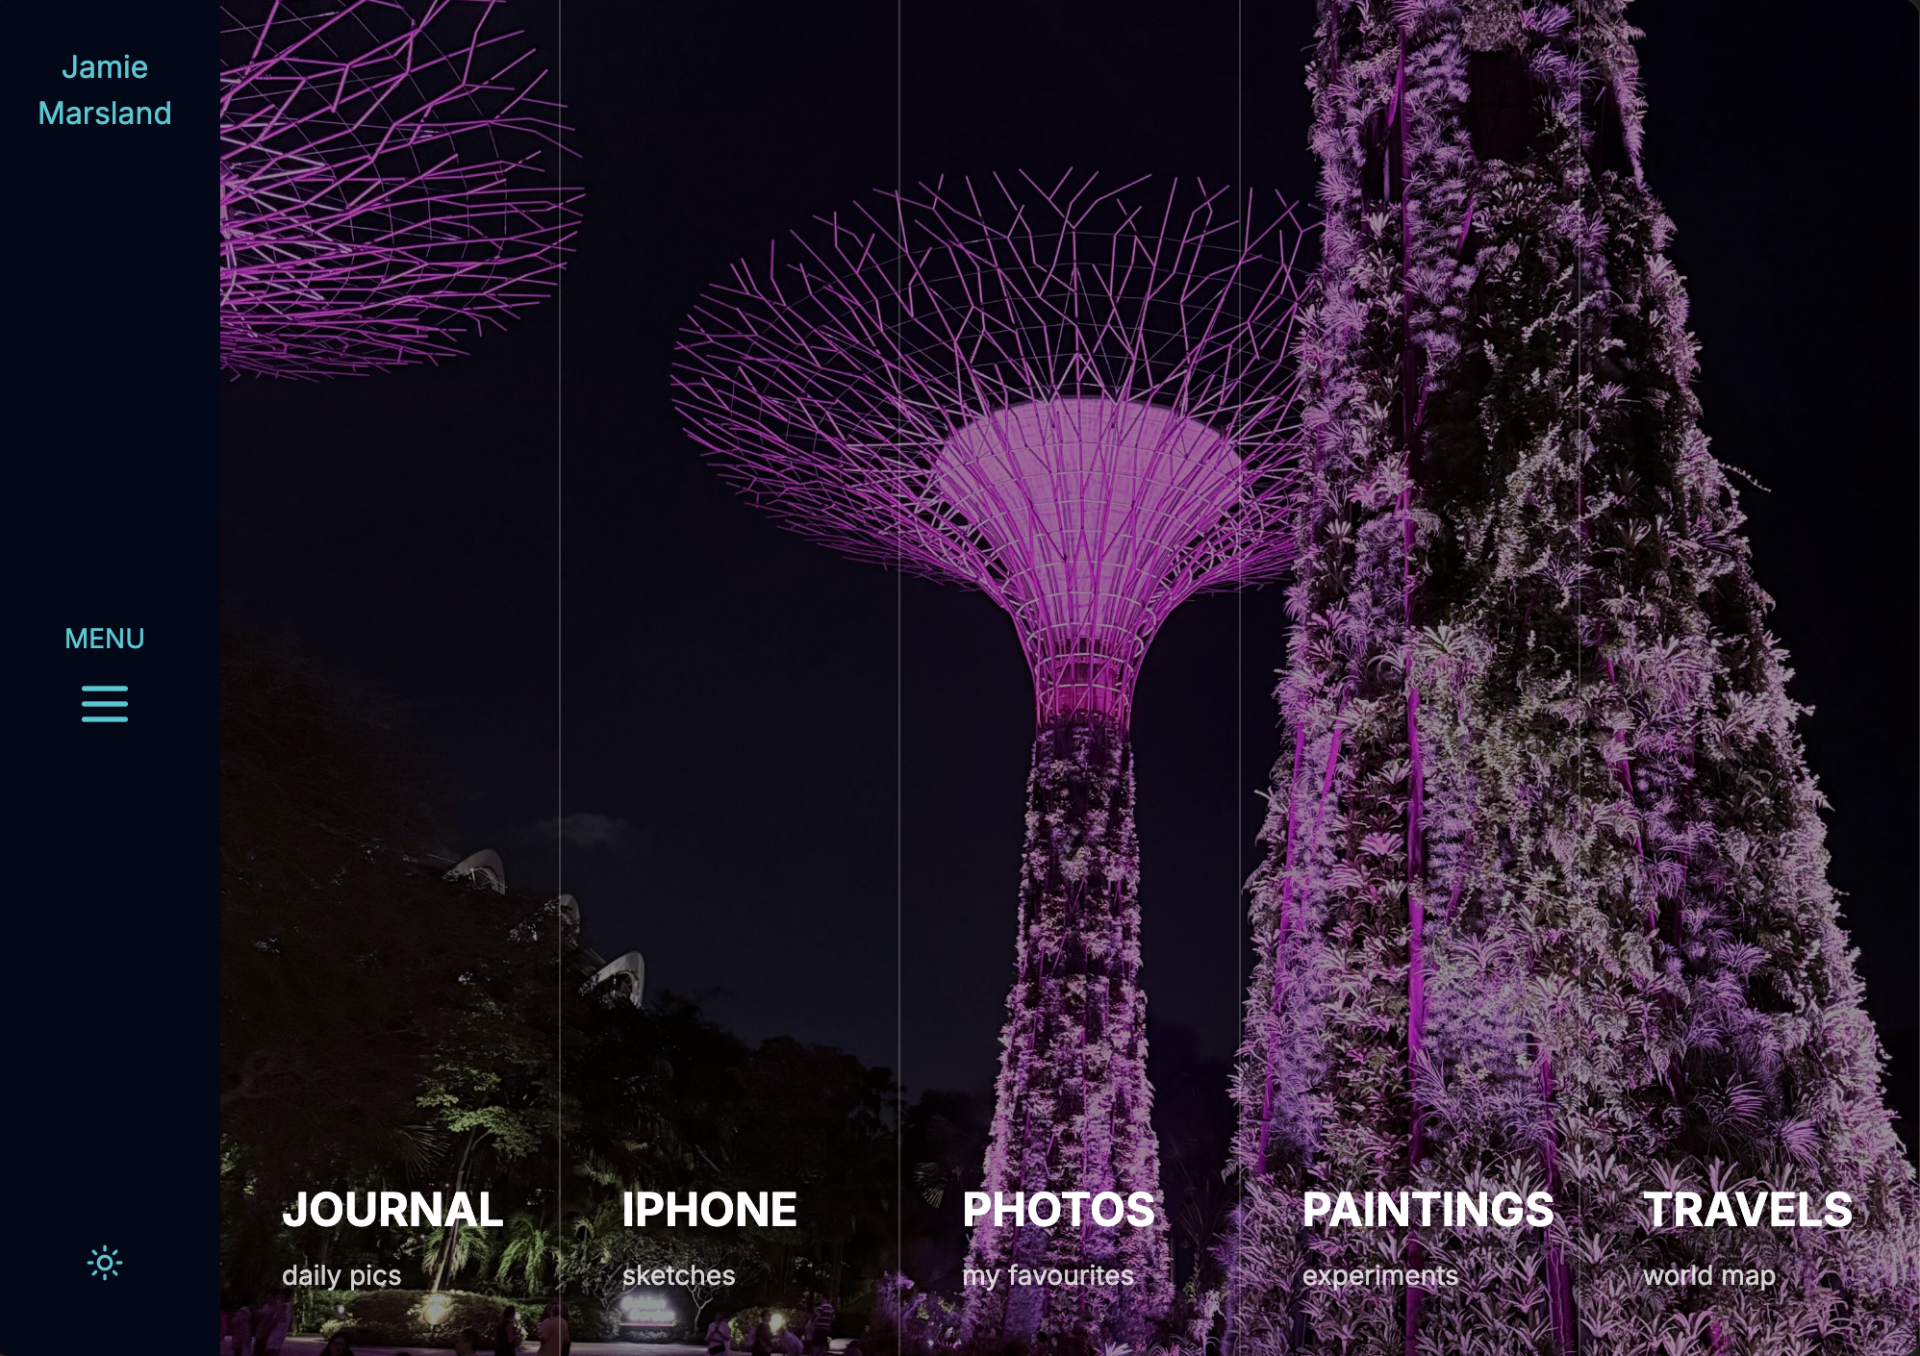 Jamie
Marsland
MENU
JOURNAL
daily pics
IPHONE
sketches
PHOTOS
my favourites
PAINTINGS
experiments
TRAVELS
world map